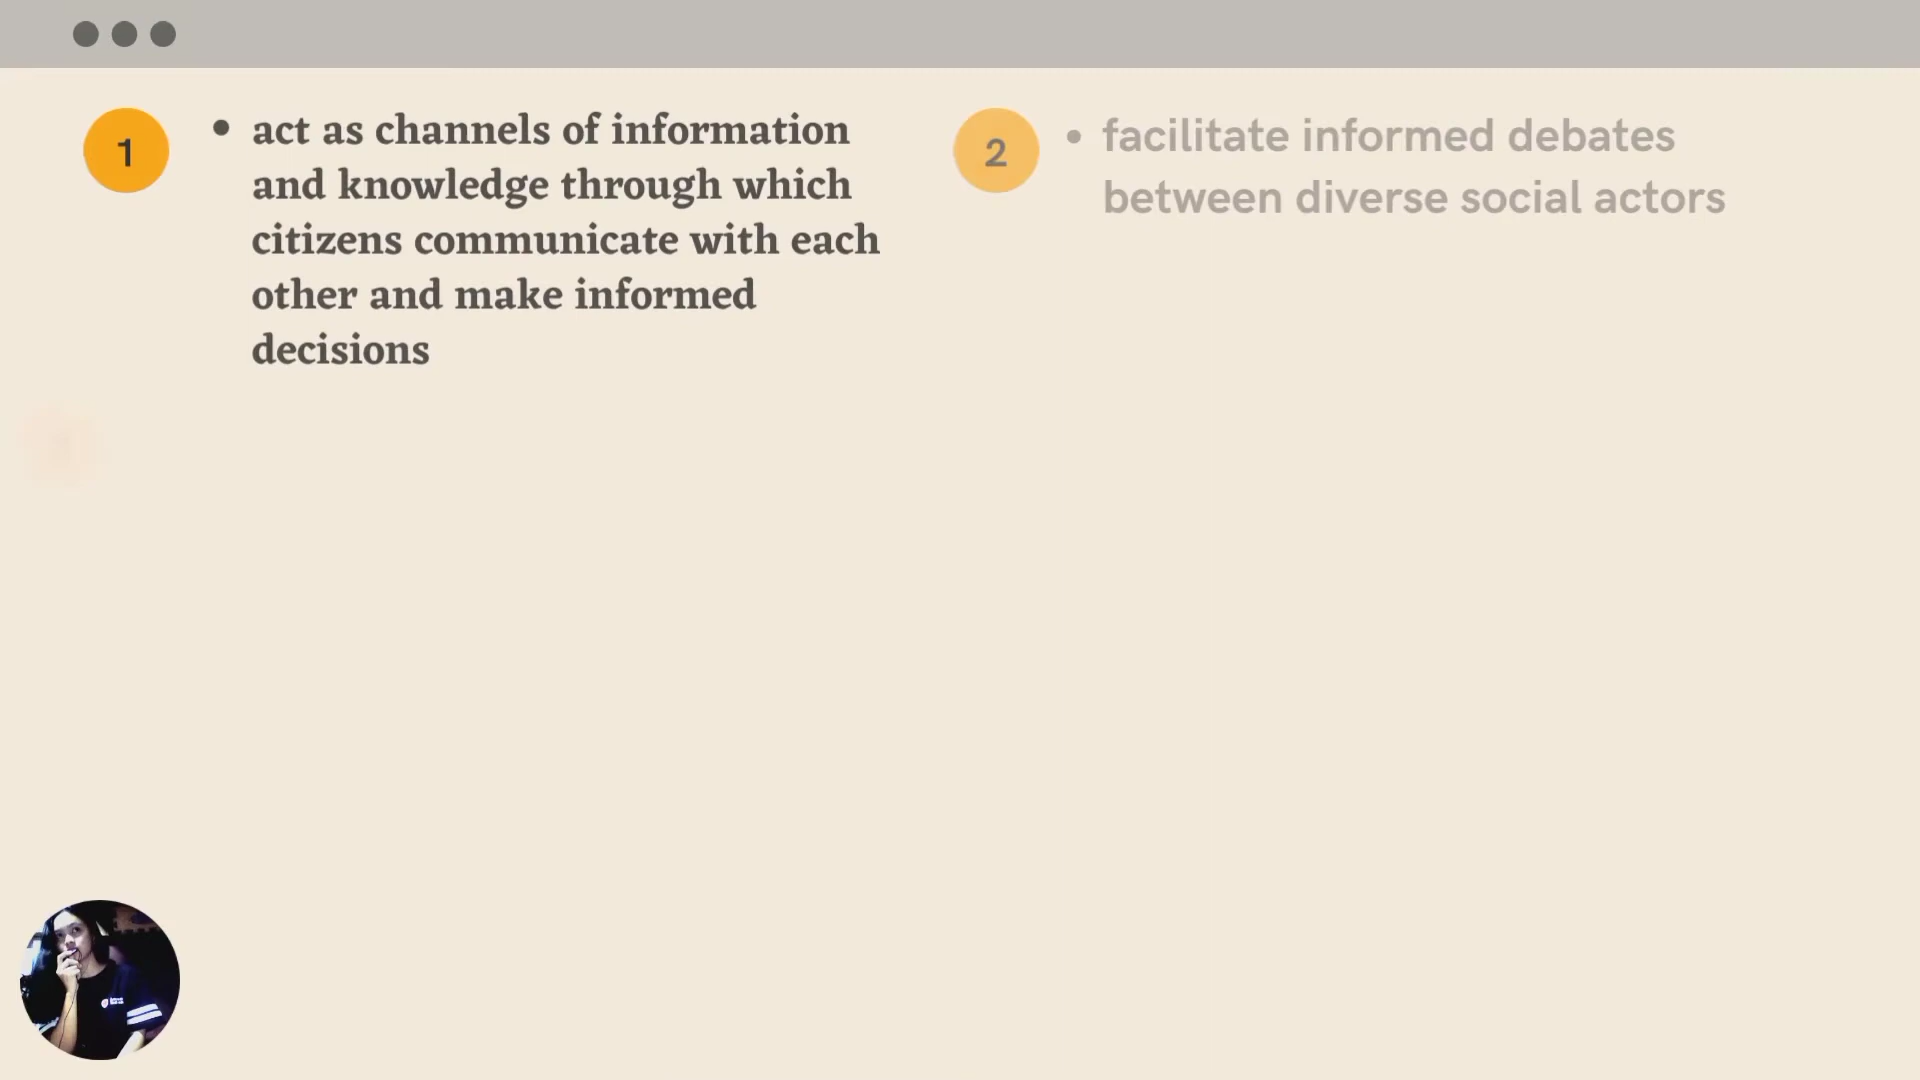 1
act as channels of information
and knowledge through which
citizens communicate with each
other and make informed
decisions
2
facilitate informed debates
between diverse social actors